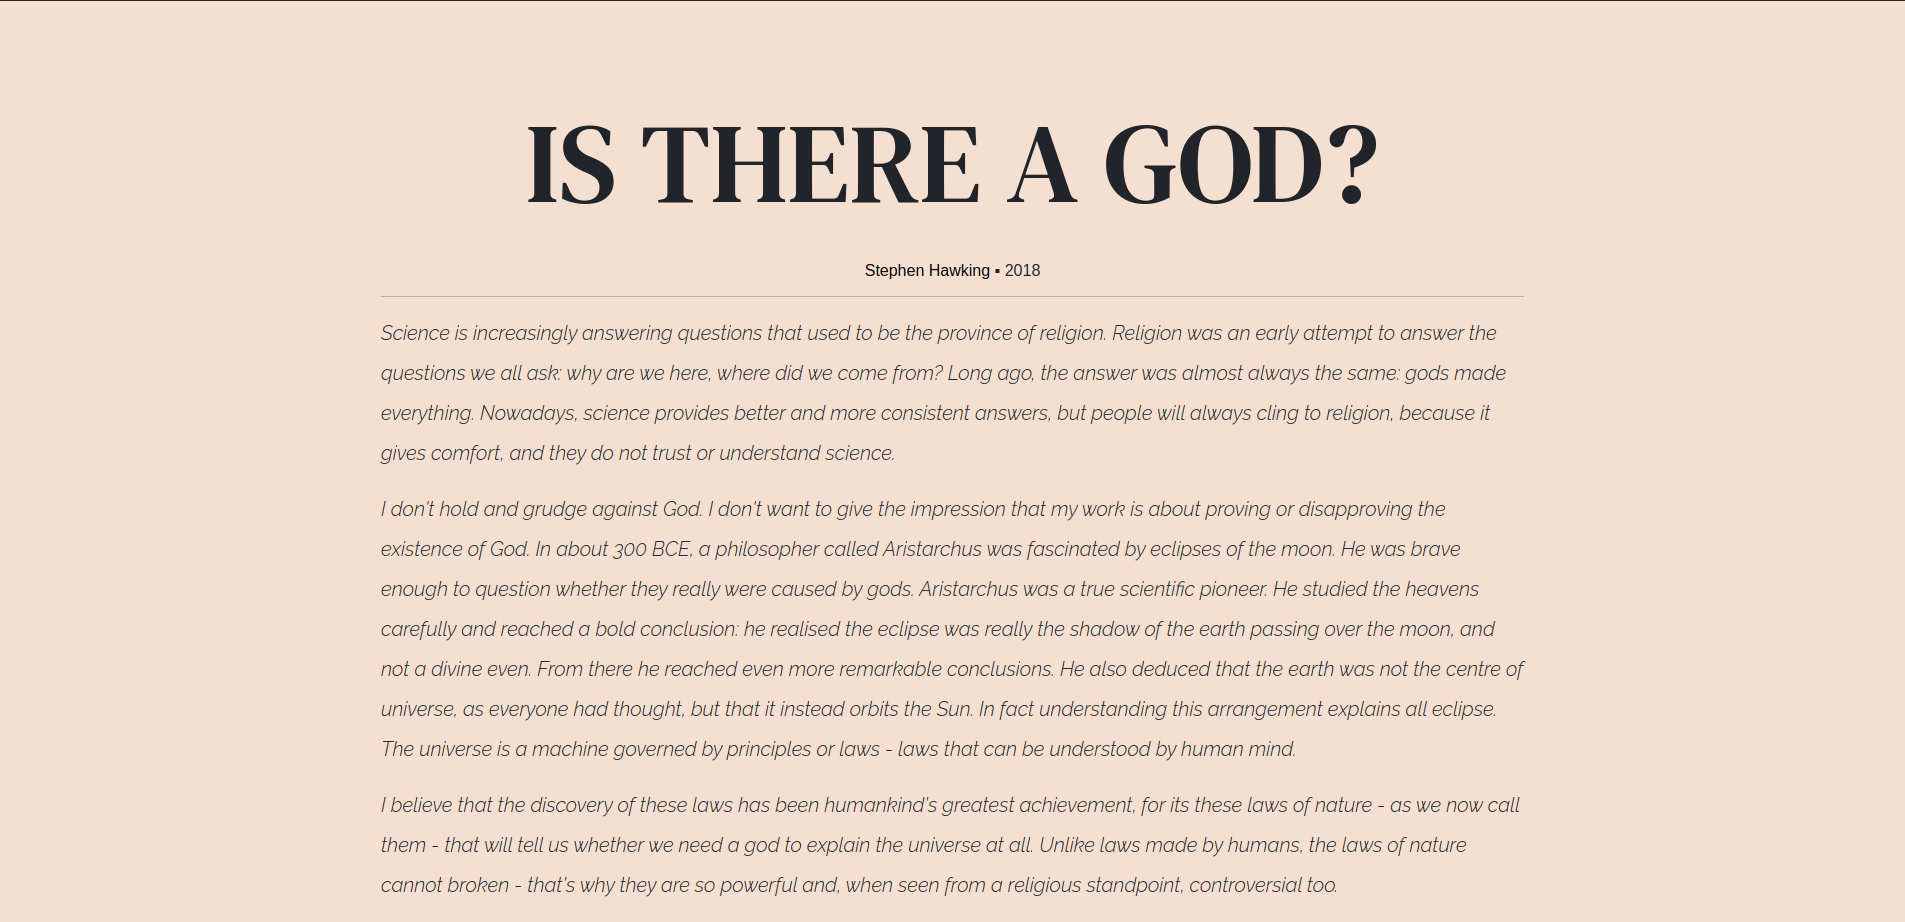 IS THERE A GOD?
Stephen Hawking ▪ 2018
Science is increasingly answering questions that used to be the province of religion. Religion was an early attempt to answer the
questions we all ask: why are we here, where did we come from? Long ago, the answer was almost always the same: gods made
everything. Nowadays, science provides better and more consistent answers, but people will always cling to religion, because it
gives comfort, and they do not trust or understand science.
I don't hold and grudge against God. I don't want to give the impression that my work is about proving or disapproving the
existence of God. In about 300 BCE, a philosopher called Aristarchus was fascinated by eclipses of the moon. He was brave
enough to question whether they really were caused by gods. Aristarchus was a true scientific pioneer. He studied the heavens
carefully and reached a bold conclusion: he realised the eclipse was really the shadow of the earth passing over the moon, and
not a divine even. From there he reached even more remarkable conclusions. He also deduced that the earth was not the centre of
universe, as everyone had thought, but that it instead orbits the Sun. In fact understanding this arrangement explains all eclipse.
The universe is a machine governed by principles or laws - laws that can be understood by human mind.
I believe that the discovery of these laws has been humankind's greatest achievement, for its these laws of nature - as we now call
them - that will tell us whether we need a god to explain the universe at all. Unlike laws made by humans, the laws of nature
cannot broken - that's why they are so powerful and, when seen from a religious standpoint, controversial too.